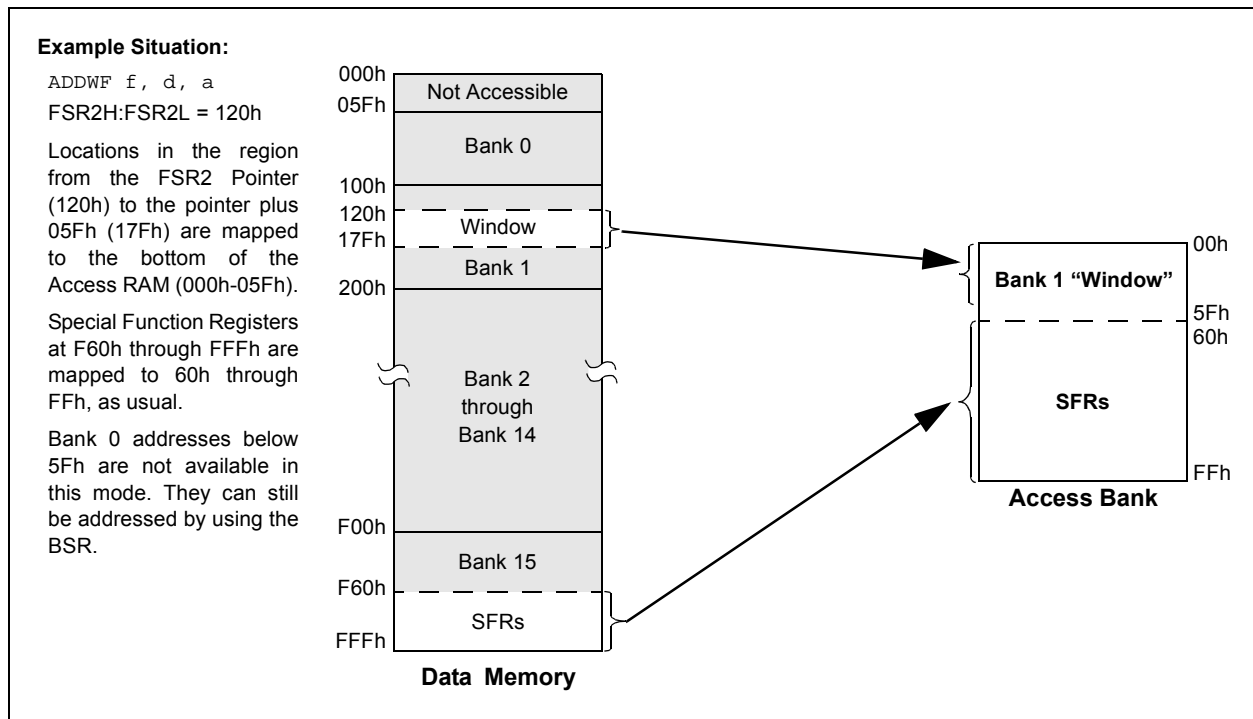 Example Situation:
ADDWF f, d, a
FSR2H:FSR2L = 120h
Locations in the region
from the FSR2 Pointer
(120h) to the pointer plus
05Fh (17Fh) are mapped
to the bottom of the
Access RAM (000h-05Fh).
Special Function Registers
at F60h through FFFh are
mapped to 60h through
FFh, as usual.
Bank 0 addresses below
5Fh are not available in
this mode. They can still
be addressed by using the
BSR.
000h
Not Accessible
05Fh
Bank 0
100h
120h
Window
17Fh
Bank 1
200h
Bank 2
through
Bank 14
F00h
Bank 15
F60h
SFRs
FFFh
Data Memory
00h
Bank 1 “Window”
5Fh
60h
SFRs
FFh
Access Bank